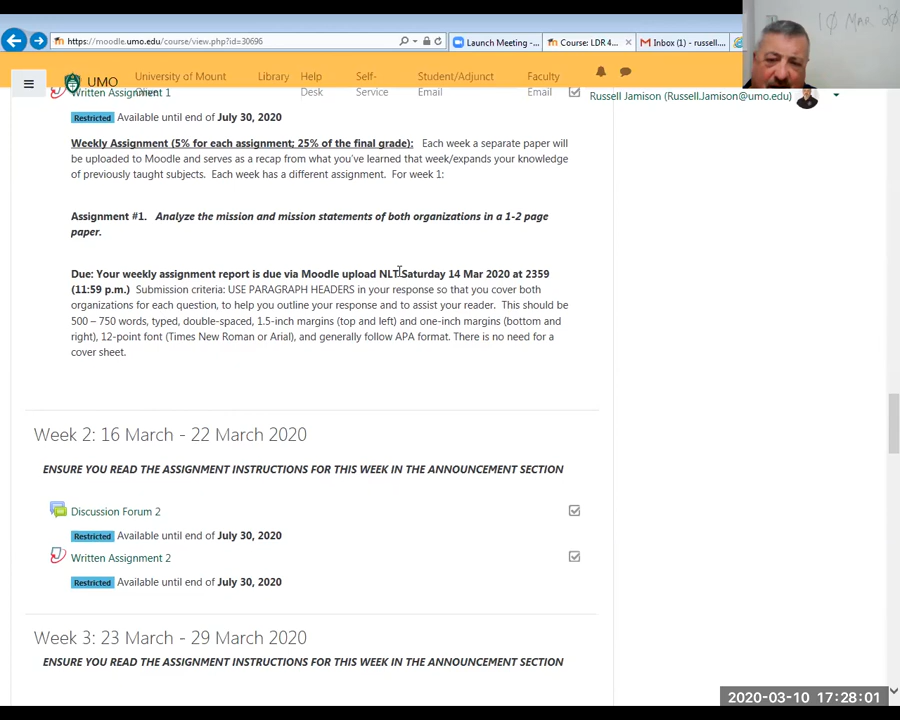 10 MAR '20
https://moodle.umo.edu/course/view.php?id=30696
Launch Meeting -...
Course: LDR 4...
Inbox (1) - russell....
UMO
University of Mount
Library
Help
Desk
Self-
Service
Student/Adjunct
Email
Faculty
Email
Russell Jamison (Russell.Jamison@umo.edu)
Written Assignment 1
Restricted Available until end of July 30, 2020
Weekly Assignment (5% for each assignment; 25% of the final grade): Each week a separate paper will
be uploaded to Moodle and serves as a recap from what you've learned that week/expands your knowledge
of previously taught subjects. Each week has a different assignment. For week 1:
Assignment #1. Analyze the mission and mission statements of both organizations in a 1-2 page
paper.
Due: Your weekly assignment report is due via Moodle upload NLT Saturday 14 Mar 2020 at 2359
(11:59 p.m.) Submission criteria: USE PARAGRAPH HEADERS in your response so that you cover both
organizations for each question, to help you outline your response and to assist your reader. This should be
500 – 750 words, typed, double-spaced, 1.5-inch margins (top and left) and one-inch margins (bottom and
right), 12-point font (Times New Roman or Arial), and generally follow APA format. There is no need for a
cover sheet.
Week 2: 16 March - 22 March 2020
ENSURE YOU READ THE ASSIGNMENT INSTRUCTIONS FOR THIS WEEK IN THE ANNOUNCEMENT SECTION
Discussion Forum 2
Restricted Available until end of July 30, 2020
Written Assignment 2
Restricted Available until end of July 30, 2020
Week 3: 23 March - 29 March 2020
ENSURE YOU READ THE ASSIGNMENT INSTRUCTIONS FOR THIS WEEK IN THE ANNOUNCEMENT SECTION
2020-03-10 17:28:01